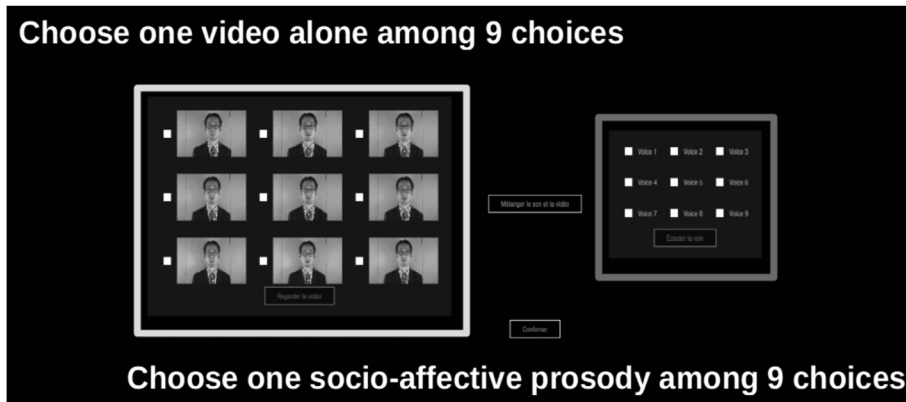 Choose one video alone among 9 choices
Voice 1 Voice 2 Voice 3
Voice 4 Voice 5 Voice 6
Voice 7 Voice 8 Voice 9
Écouter la voix
Mélanger le son et la vidéo
Regarder la vidéo
Confirmer
Choose one socio-affective prosody among 9 choices